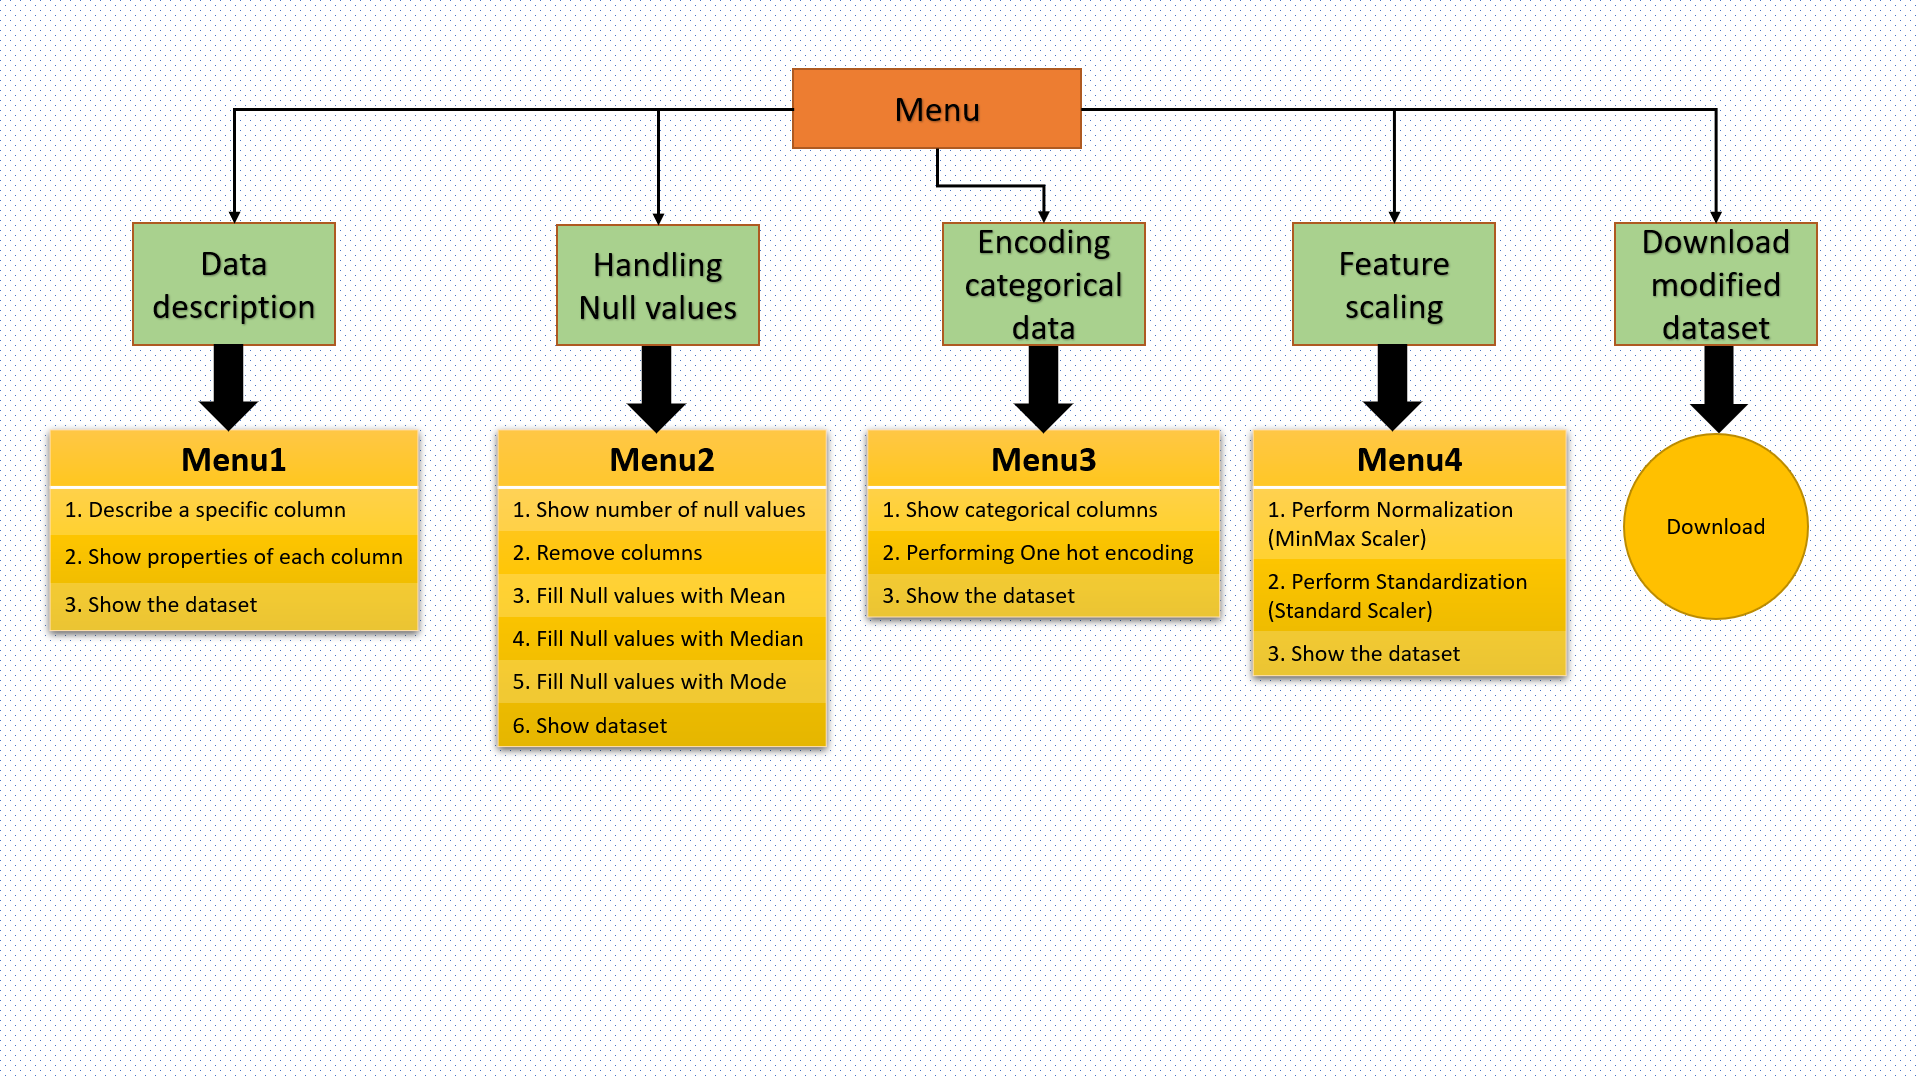 Menu
Data
description
Handling
Null values
Encoding
categorical
data
Feature
scaling
Download
modified
dataset
Menu1
1. Describe a specific column
2. Show properties of each column
3. Show the dataset
Menu2
1. Show number of null values
2. Remove columns
3. Fill Null values with Mean
4. Fill Null values with Median
5. Fill Null values with Mode
6. Show dataset
Menu3
1. Show categorical columns
2. Performing One hot encoding
3. Show the dataset
Menu4
1. Perform Normalization
(MinMax Scaler)
2. Perform Standardization
(Standard Scaler)
3. Show the dataset
Download